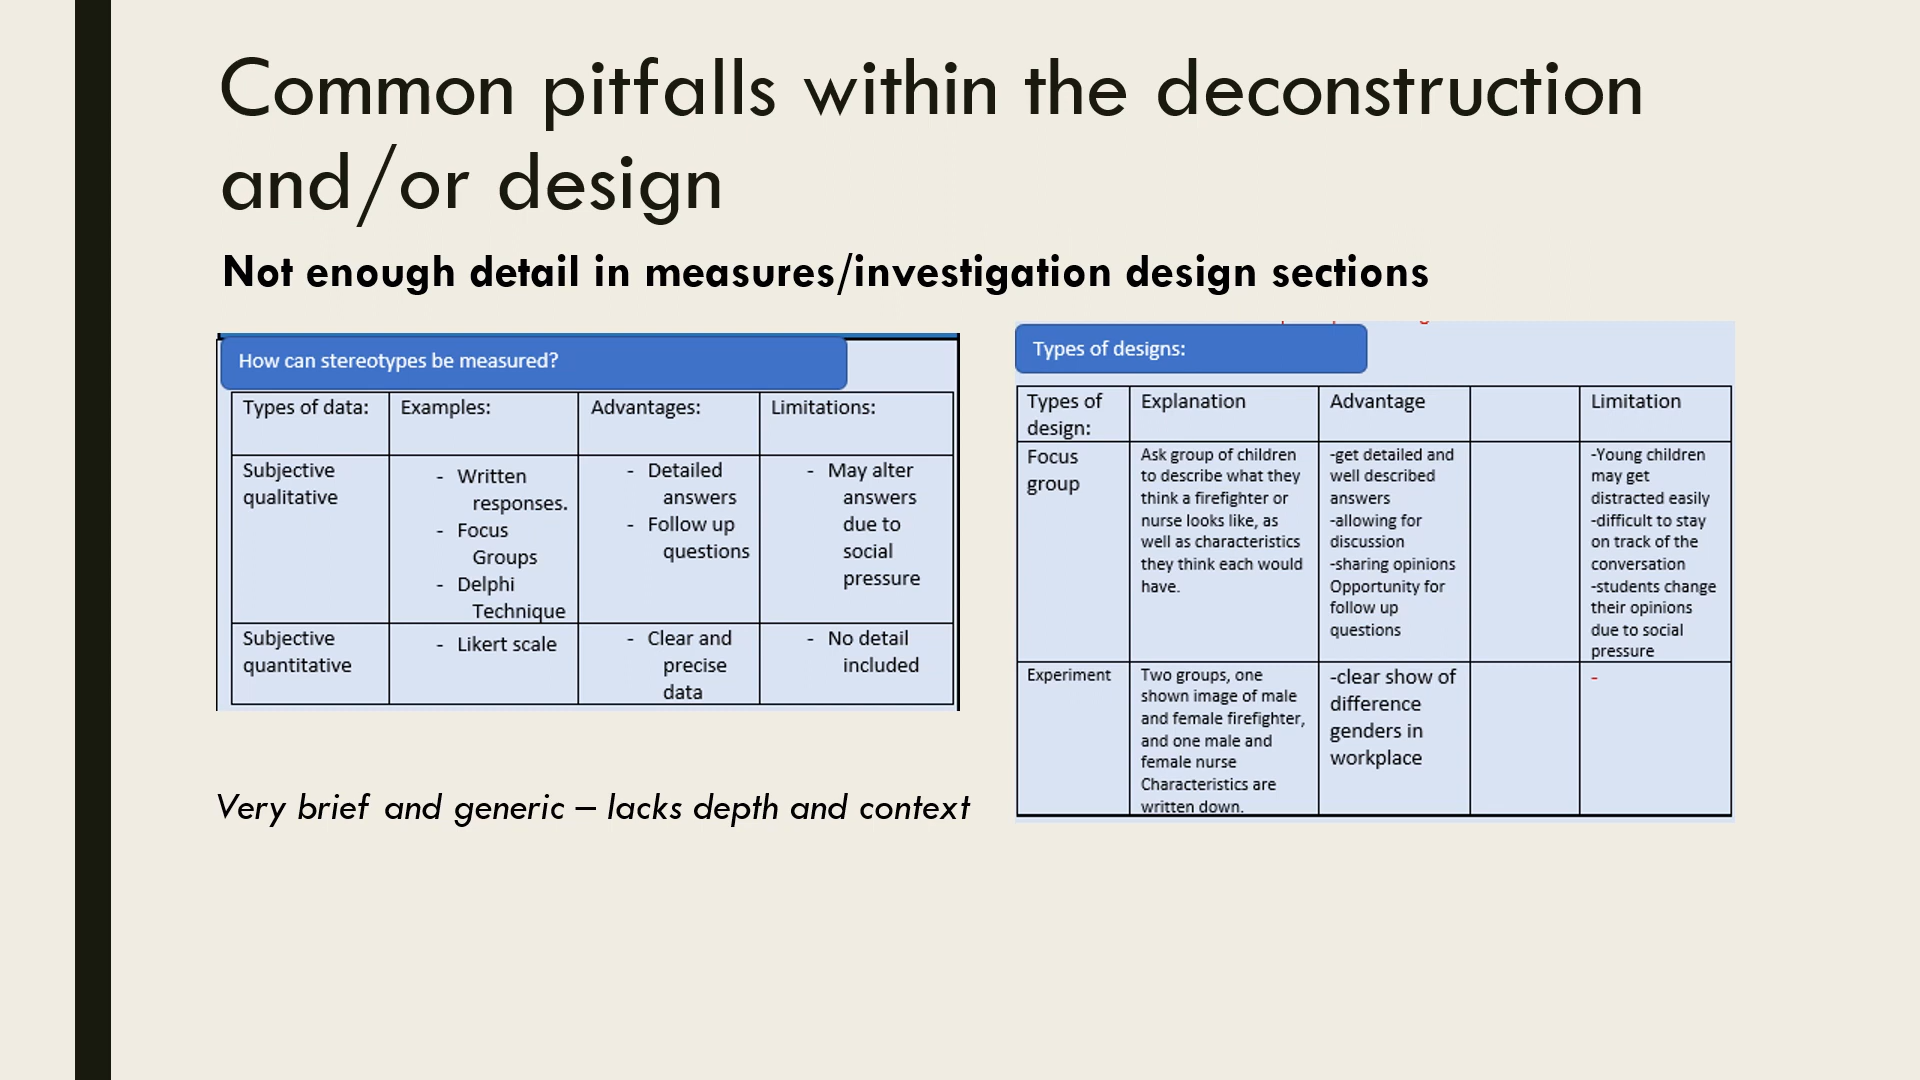 Common pitfalls within the deconstruction
and/or design
Not enough detail in measures/investigation design sections
How can stereotypes be measured?
Types of data: Examples: Advantages: Limitations:
Subjective
qualitative
- Written
responses.
- Focus
Groups
- Delphi
Technique
- Detailed
answers
- Follow up
questions
- May alter
answers
due to
social
pressure
Subjective
quantitative
- Likert scale
- Clear and
precise
data
- No detail
included
Very brief and generic – lacks depth and context
Types of designs:
Types of
design:
Explanation
Advantage
Limitation
Focus
group
Ask group of children
to describe what they
think a firefighter or
nurse looks like, as
well as characteristics
they think each would
have.
-get detailed and
well described
answers
-allowing for
discussion
-sharing opinions
Opportunity for
follow up
questions
-Young children
may get
distracted easily
-difficult to stay
on track of the
conversation
-students change
their opinions
due to social
pressure
Experiment
Two groups, one
shown image of male
and female firefighter,
and one male and
female nurse
Characteristics are
written down.
-clear show of
difference
genders in
workplace
-